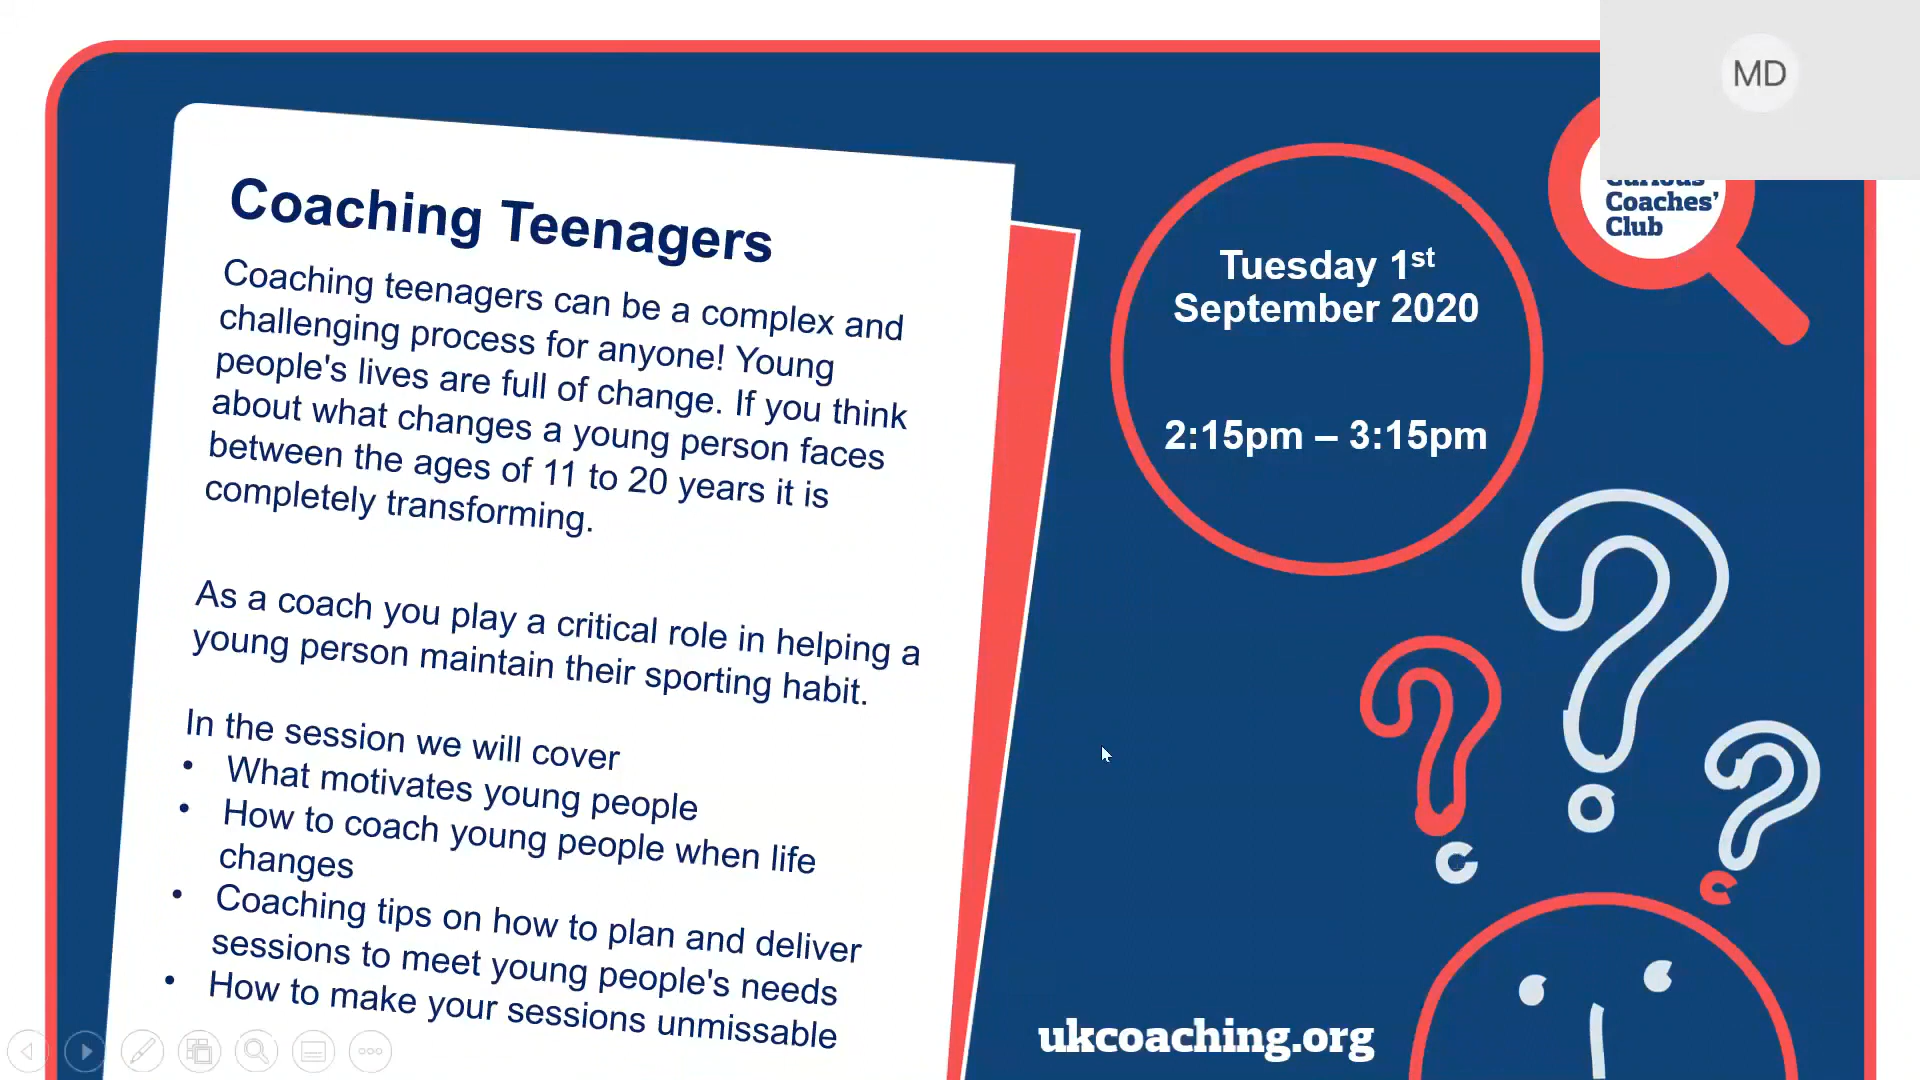 Coaching Teenagers
Coaching teenagers can be a complex and
challenging process for anyone! Young
people's lives are full of change. If you think
about what changes a young person faces
between the ages of 11 to 20 years it is
completely transforming.
As a coach you play a critical role in helping a
young person maintain their sporting habit.
In the session we will cover
• What motivates young people
• How to coach young people when life
changes
• Coaching tips on how to plan and deliver
sessions to meet young people's needs
• How to make your sessions unmissable
Tuesday 1st
September 2020
2:15pm – 3:15pm
MD
Curious
Coaches'
Club
ukcoaching.org